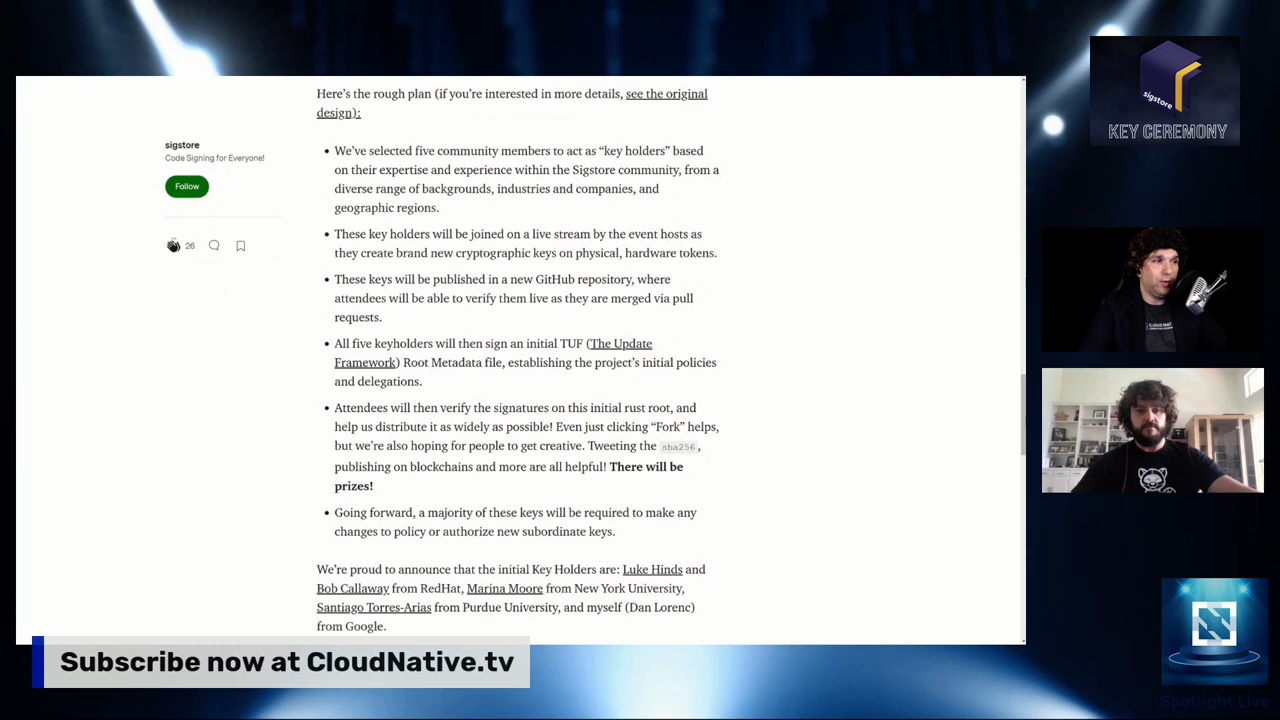 Here's the rough plan (if you're interested in more details, see the original
design):
sigstore
Code Signing for Everyone!
Follow
26
• We've selected five community members to act as “key holders” based
on their expertise and experience within the Sigstore community, from a
diverse range of backgrounds, industries and companies, and
geographic regions.
• These key holders will be joined on a live stream by the event hosts as
they create brand new cryptographic keys on physical, hardware tokens.
• These keys will be published in a new GitHub repository, where
attendees will be able to verify them live as they are merged via pull
requests.
• All five keyholders will then sign an initial TUF (The Update
Framework) Root Metadata file, establishing the project's initial policies
and delegations.
• Attendees will then verify the signatures on this initial rust root, and
help us distribute it as widely as possible! Even just clicking “Fork” helps,
but we're also hoping for people to get creative. Tweeting the sha256,
publishing on blockchains and more are all helpful! There will be
prizes!
• Going forward, a majority of these keys will be required to make any
changes to policy or authorize new subordinate keys.
We're proud to announce that the initial Key Holders are: Luke Hinds and
Bob Callaway from RedHat, Marina Moore from New York University,
Santiago Torres-Arias from Purdue University, and myself (Dan Lorenc)
from Google.
Subscribe now at CloudNative.tv
sigstore
KEY CEREMONY
Spotlight Live